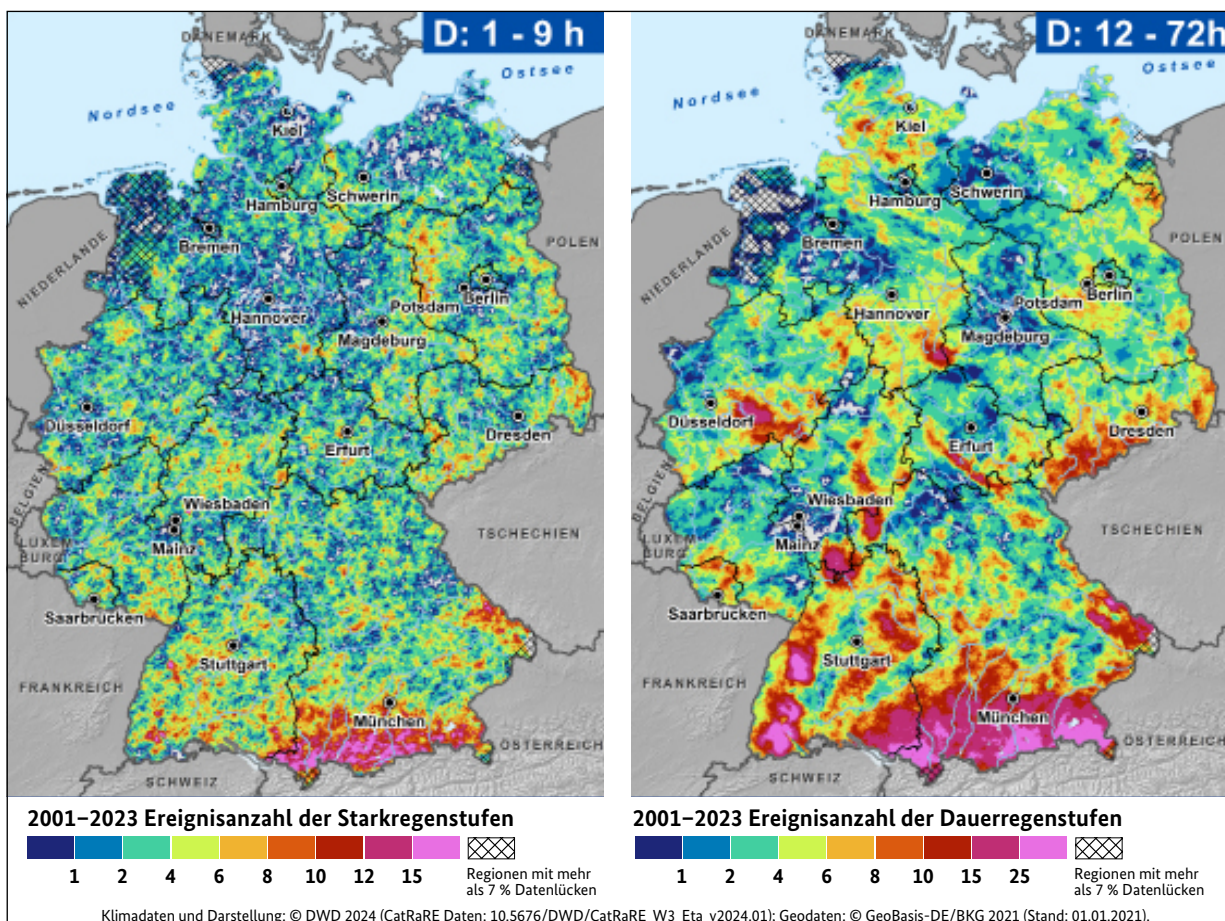 D: 1 - 9 h
DÄNEMARK
Ostsee
Nordsee
Kiel
Schwerin
Hamburg
Bremen
POLEN
NIEDERLANDE
Berlin
Potsdam
Hannover
Magdeburg
Düsseldorf
Dresden
Erfurt
BELGIEN
Wiesbaden
Mainz
TSCHECHIEN
LUXEM
BURG
Saarbrücken
Stuttgart
FRANKREICH
München
ÖSTERREICH
SCHWEIZ
2001–2023 Ereignisanzahl der Starkregenstufen
1 2 4 6 8 10 12 15
Regionen mit mehr
als 7 % Datenlücken
D: 12 - 72h
DÄNEMARK
Ostsee
Nordsee
Kiel
Schwerin
Hamburg
Bremen
POLEN
NIEDERLANDE
Berlin
Potsdam
Hannover
Magdeburg
Düsseldorf
Dresden
Erfurt
BELGIEN
Wiesbaden
Mainz
TSCHECHIEN
LUXEM
BURG
Saarbrücken
Stuttgart
FRANKREICH
München
ÖSTERREICH
SCHWEIZ
2001–2023 Ereignisanzahl der Dauerregenstufen
1 2 4 6 8 10 15 25
Regionen mit mehr
als 7 % Datenlücken
Klimadaten und Darstellung: © DWD 2024 (CatRaRE Daten: 10.5676/DWD/CatRaRE_W3_Eta_v2024.01); Geodaten: © GeoBasis-DE/BKG 2021 (Stand: 01.01.2021).